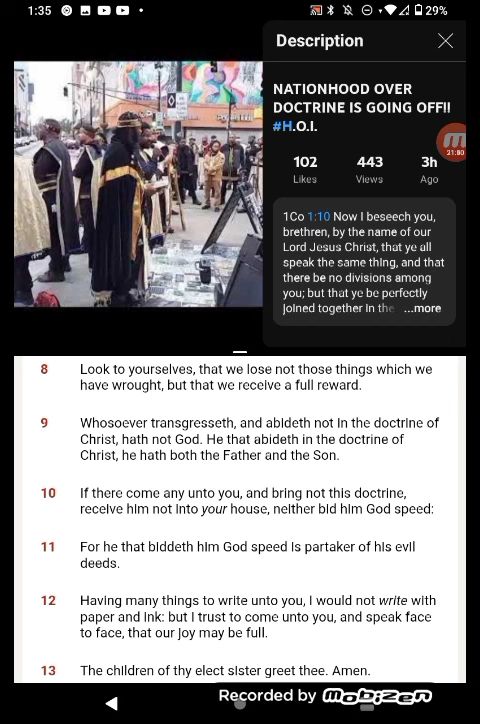 1:35
29%
Description
NATIONHOOD OVER
DOCTRINE IS GOING OFF!!
#H.O.I.
21:80
102
443
3h
Likes
Views
Ago
1Co 1:10 Now I beseech you,
brethren, by the name of our
Lord Jesus Christ, that ye all
speak the same thing, and that
there be no divisions among
you; but that ye be perfectly
joined together in the ...more
8 Look to yourselves, that we lose not those things which we
have wrought, but that we receive a full reward.
9 Whosoever transgresseth, and abideth not in the doctrine of
Christ, hath not God. He that abideth in the doctrine of
Christ, he hath both the Father and the Son.
10 If there come any unto you, and bring not this doctrine,
receive him not into your house, neither bid him God speed:
11 For he that biddeth him God speed is partaker of his evil
deeds.
12 Having many things to write unto you, I would not write with
paper and ink: but I trust to come unto you, and speak face
to face, that our joy may be full.
13 The children of thy elect sister greet thee. Amen.
Recorded by Mobizen